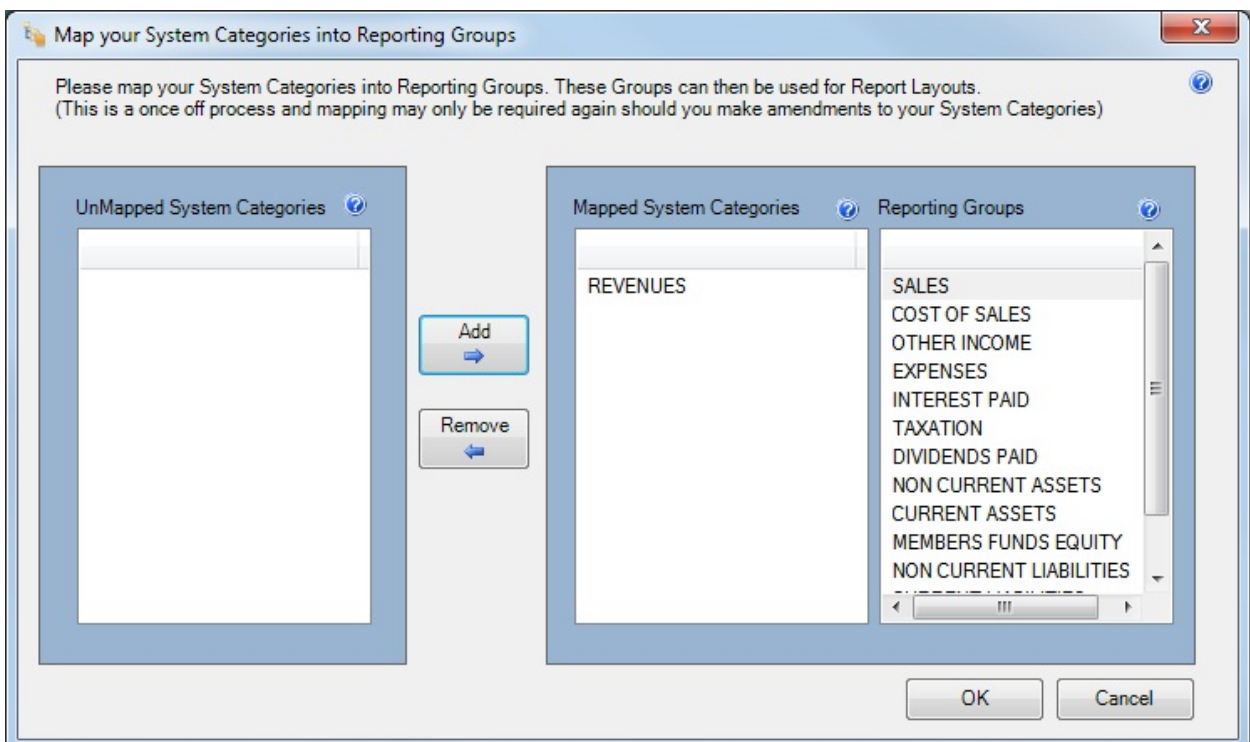 Map your System Categories into Reporting Groups
Please map your System Categories into Reporting Groups. These Groups can then be used for Report Layouts.
(This is a once off process and mapping may only be required again should you make amendments to your System Categories)
UnMapped System Categories
Add
Remove
Mapped System Categories
REVENUES
Reporting Groups
SALES
COST OF SALES
OTHER INCOME
EXPENSES
INTEREST PAID
TAXATION
DIVIDENDS PAID
NON CURRENT ASSETS
CURRENT ASSETS
MEMBERS FUNDS EQUITY
NON CURRENT LIABILITIES
OK
Cancel